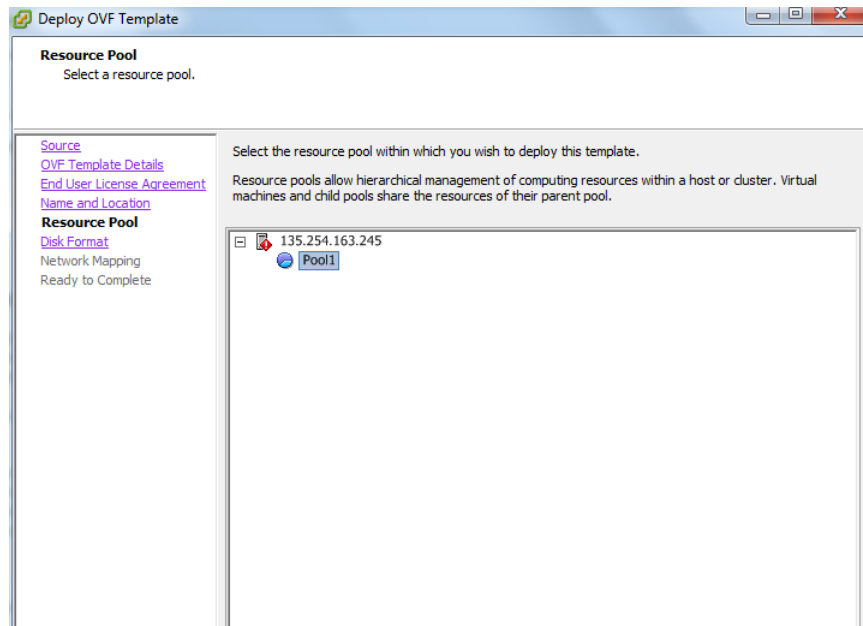 Deploy OVF Template
Resource Pool
Select a resource pool.
Source
OVF Template Details
End User License Agreement
Name and Location
Resource Pool
Disk Format
Network Mapping
Ready to Complete
Select the resource pool within which you wish to deploy this template.
Resource pools allow hierarchical management of computing resources within a host or cluster. Virtual
machines and child pools share the resources of their parent pool.
135.254.163.245
Pool1